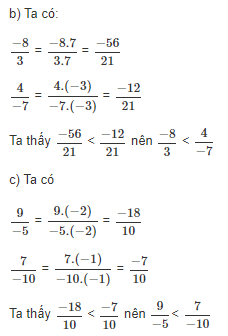 b) Ta có:
-8/3 = -8.7/3.7 = -56/21
4/-7 = 4.(-3)/-7.(-3) = -12/21
Ta thấy -56/21 < -12/21 nên -8/3 < 4/-7
c) Ta có
9/-5 = 9.(-2)/-5.(-2) = -18/10
7/-10 = 7.(-1)/-10.(-1) = -7/10
Ta thấy -18/10 < -7/10 nên 9/-5 < 7/-10